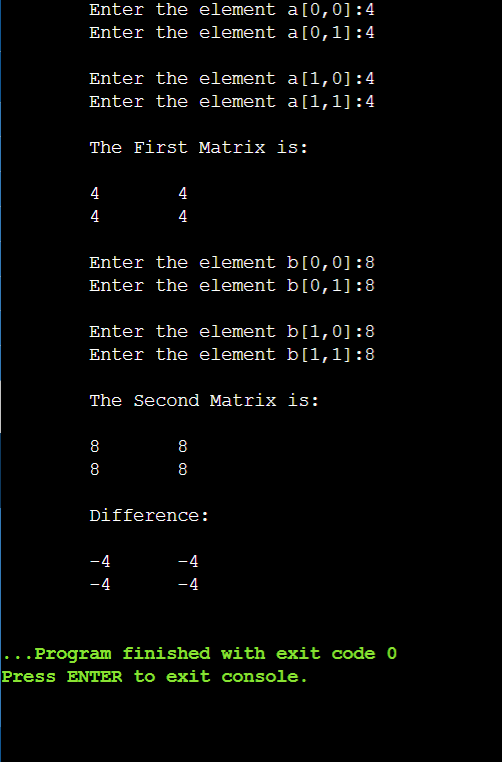 Enter the element a[0,0]:4
Enter the element a[0,1]:4
Enter the element a[1,0]:4
Enter the element a[1,1]:4
The First Matrix is:
4 4
4 4
Enter the element b[0,0]:8
Enter the element b[0,1]:8
Enter the element b[1,0]:8
Enter the element b[1,1]:8
The Second Matrix is:
8 8
8 8
Difference:
-4 -4
-4 -4
...Program finished with exit code 0
Press ENTER to exit console.